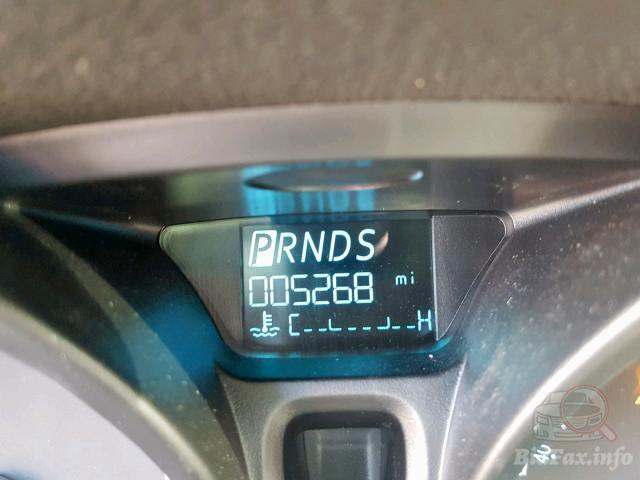 PRNDS
005268 mi
C H
BidFax.info